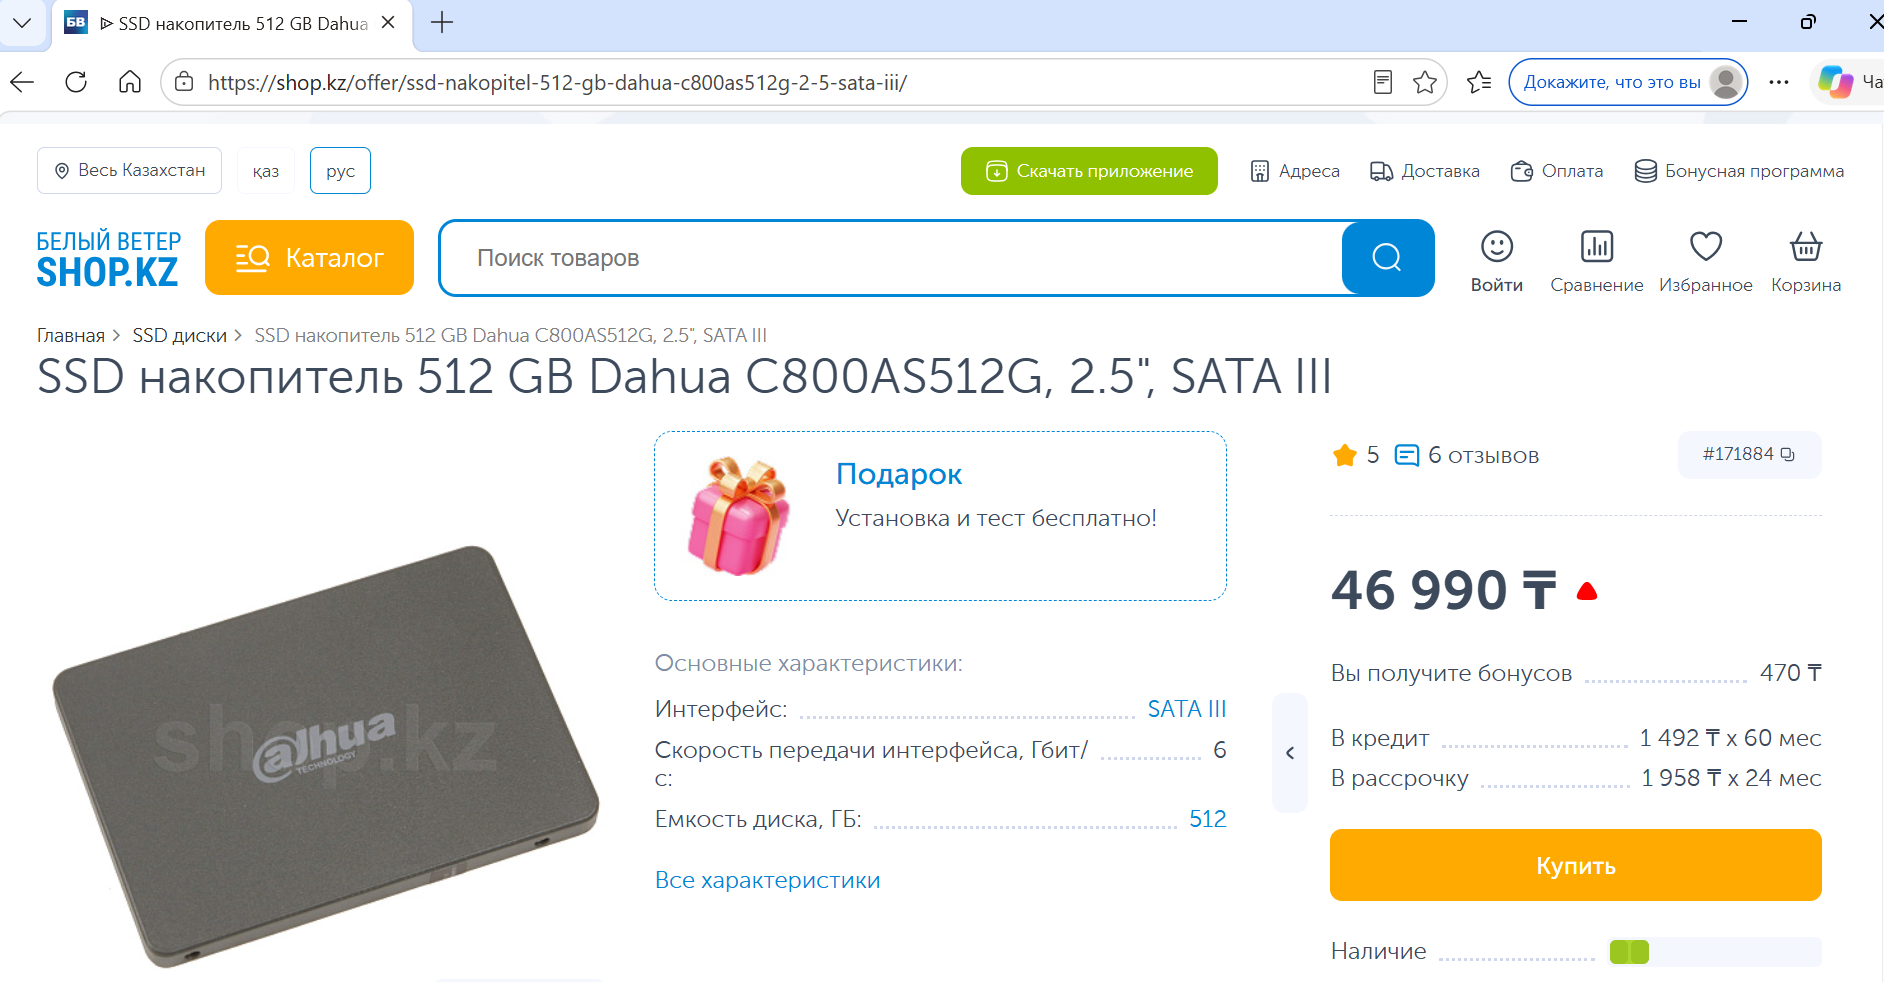 БВ ᐅ SSD накопитель 512 GB Dahua
https://shop.kz/offer/ssd-nakopitel-512-gb-dahua-c800as512g-2-5-sata-iii/
Докажите, что это вы
Весь Казахстан
қаз
рус
Скачать приложение
Адреса
Доставка
Оплата
Бонусная программа
БЕЛЫЙ ВЕТЕР
SHOP.KZ
Каталог
Поиск товаров
Войти
Сравнение
Избранное
Корзина
Главная > SSD диски > SSD накопитель 512 GB Dahua C800AS512G, 2.5", SATA III
SSD накопитель 512 GB Dahua C800AS512G, 2.5", SATA III
shop.kz
alhua
TECHNOLOGY
Подарок
Установка и тест бесплатно!
Основные характеристики:
Интерфейс: SATA III
Скорость передачи интерфейса, Гбит/
с: 6
Емкость диска, ГБ: 512
Все характеристики
5
6 отзывов
#171884
46 990 ₸
Вы получите бонусов 470 ₸
В кредит 1 492 ₸ x 60 мес
В рассрочку 1 958 ₸ x 24 мес
Купить
Наличие